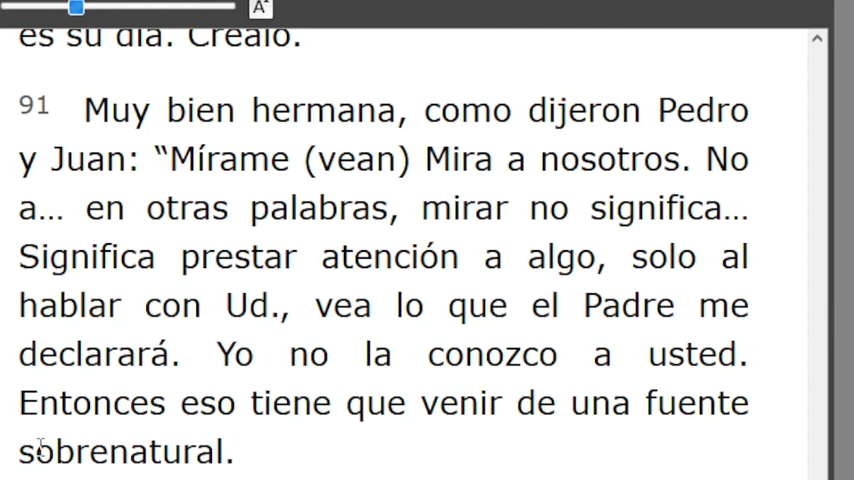 A
es su día. Créalo.
91 Muy bien hermana, como dijeron Pedro
y Juan: “Mírame (vean) Mira a nosotros. No
a... en otras palabras, mirar no significa...
Significa prestar atención a algo, solo al
hablar con Ud., vea lo que el Padre me
declarará. Yo no la conozco a usted.
Entonces eso tiene que venir de una fuente
sobrenatural.